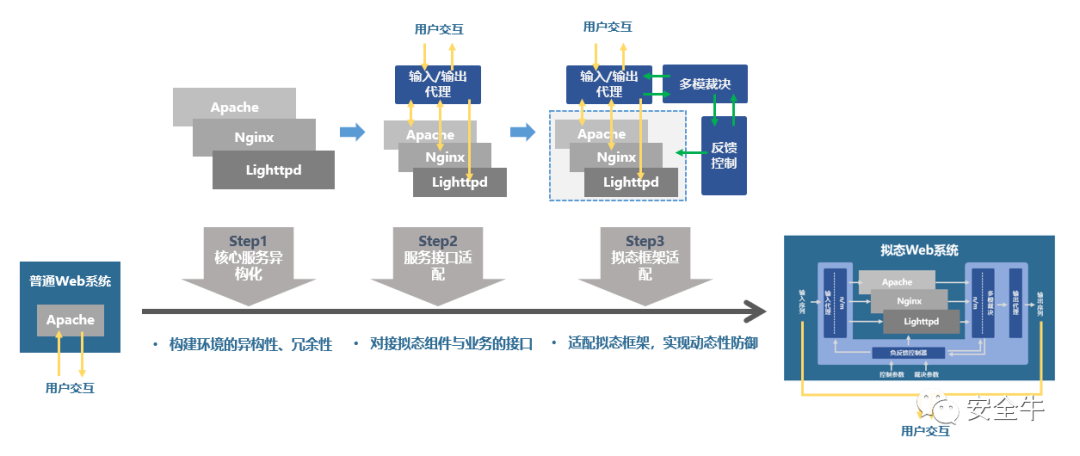 用户交互
输入/输出
代理
Apache
Nginx
Lighttpd
Apache
Nginx
Lighttpd
用户交互
输入/输出
代理
多模裁决
反馈
控制
Apache
Nginx
Lighttpd
Step1
核心服务异
构化
Step2
服务接口适
配
Step3
拟态框架适
配
普通Web系统
Apache
用户交互
• 构建环境的异构性、冗余性
• 对接拟态组件与业务的接口
• 适配拟态框架，实现动态性防御
拟态Web系统
输入序列
输入代理
n/m
Apache
Nginx
Lighttpd
n/m
多模裁决
输出代理
输出序列
负反馈控制器
控制参数
裁决参数
用户交互
安全牛